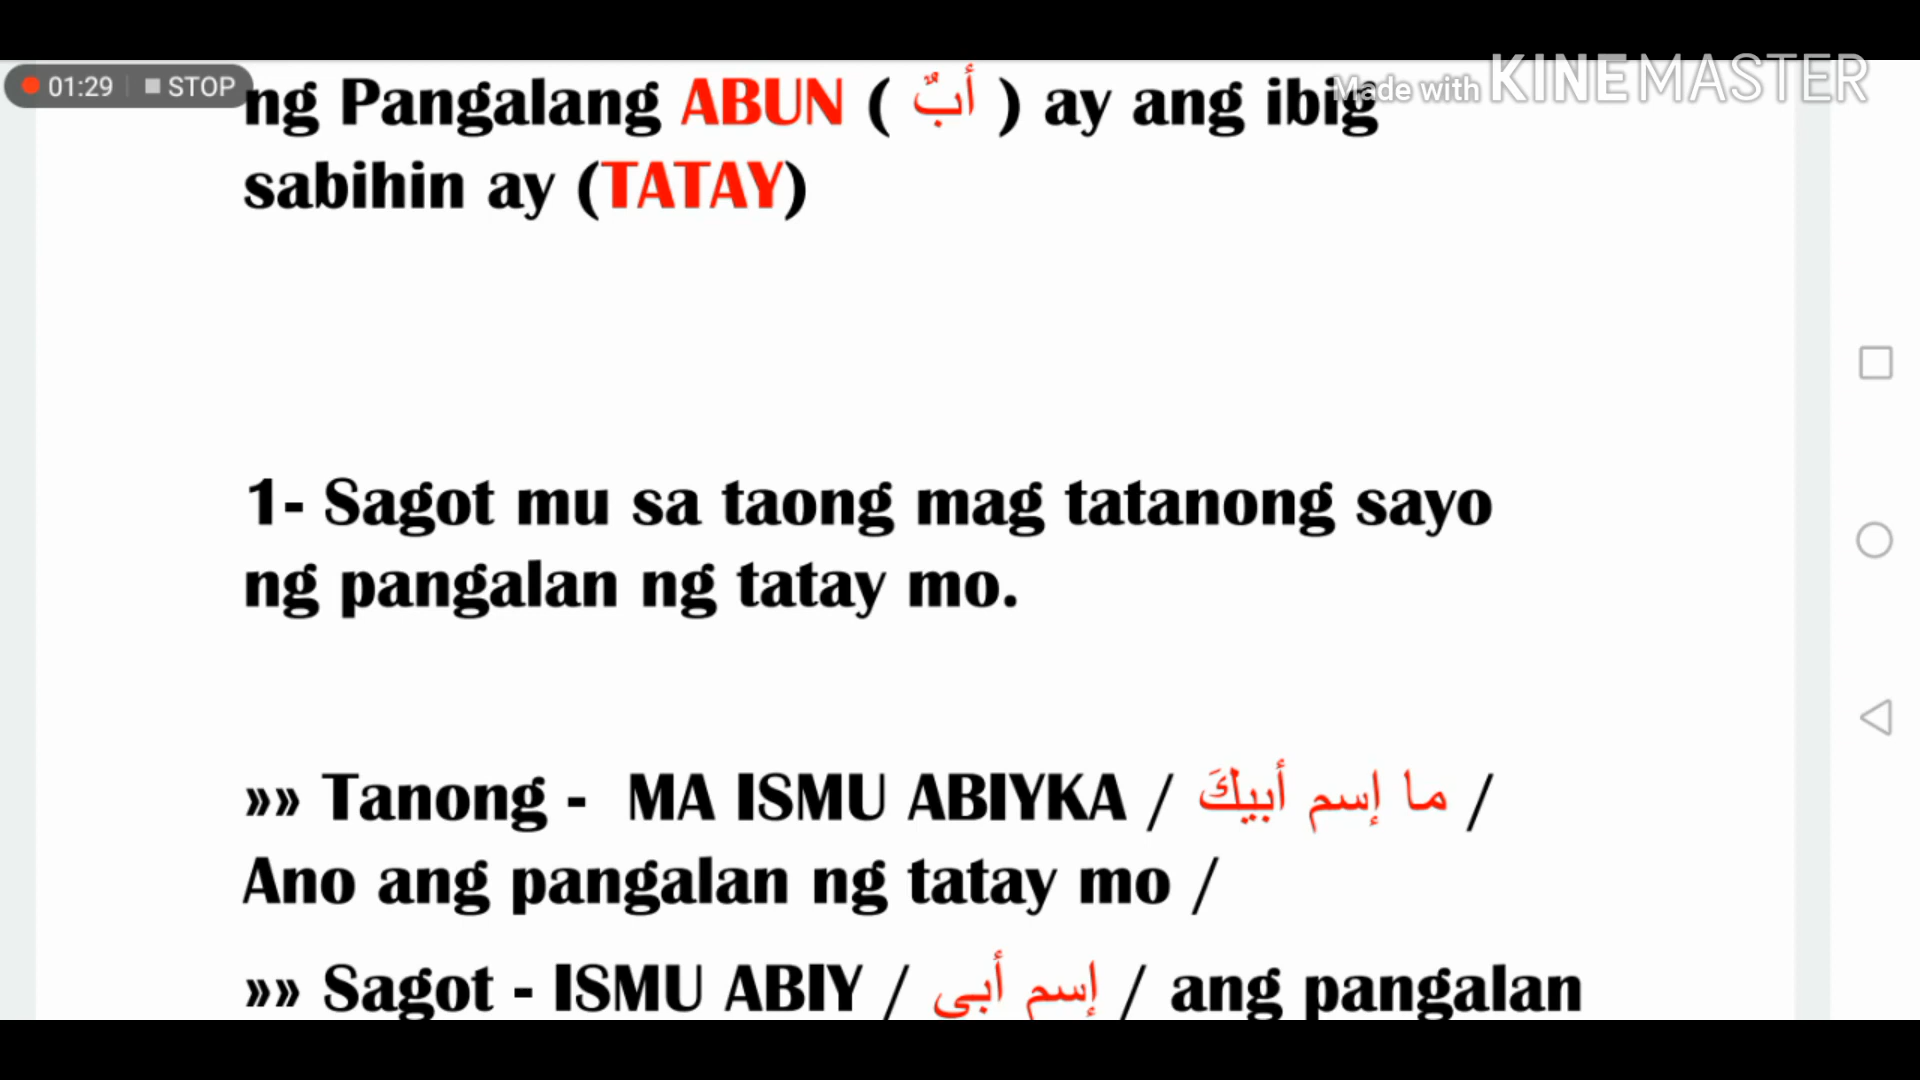 01:29 STOP
Made with KINEMASTER
ng Pangalang ABUN ( أبٌ ) ay ang ibig
sabihin ay (TATAY)
1- Sagot mu sa taong mag tatanong sayo
ng pangalan ng tatay mo.
»» Tanong - MA ISMU ABIYKA / ما إسم أبيكَ /
Ano ang pangalan ng tatay mo /
»» Sagot - ISMU ABIY / إسم أبي / ang pangalan